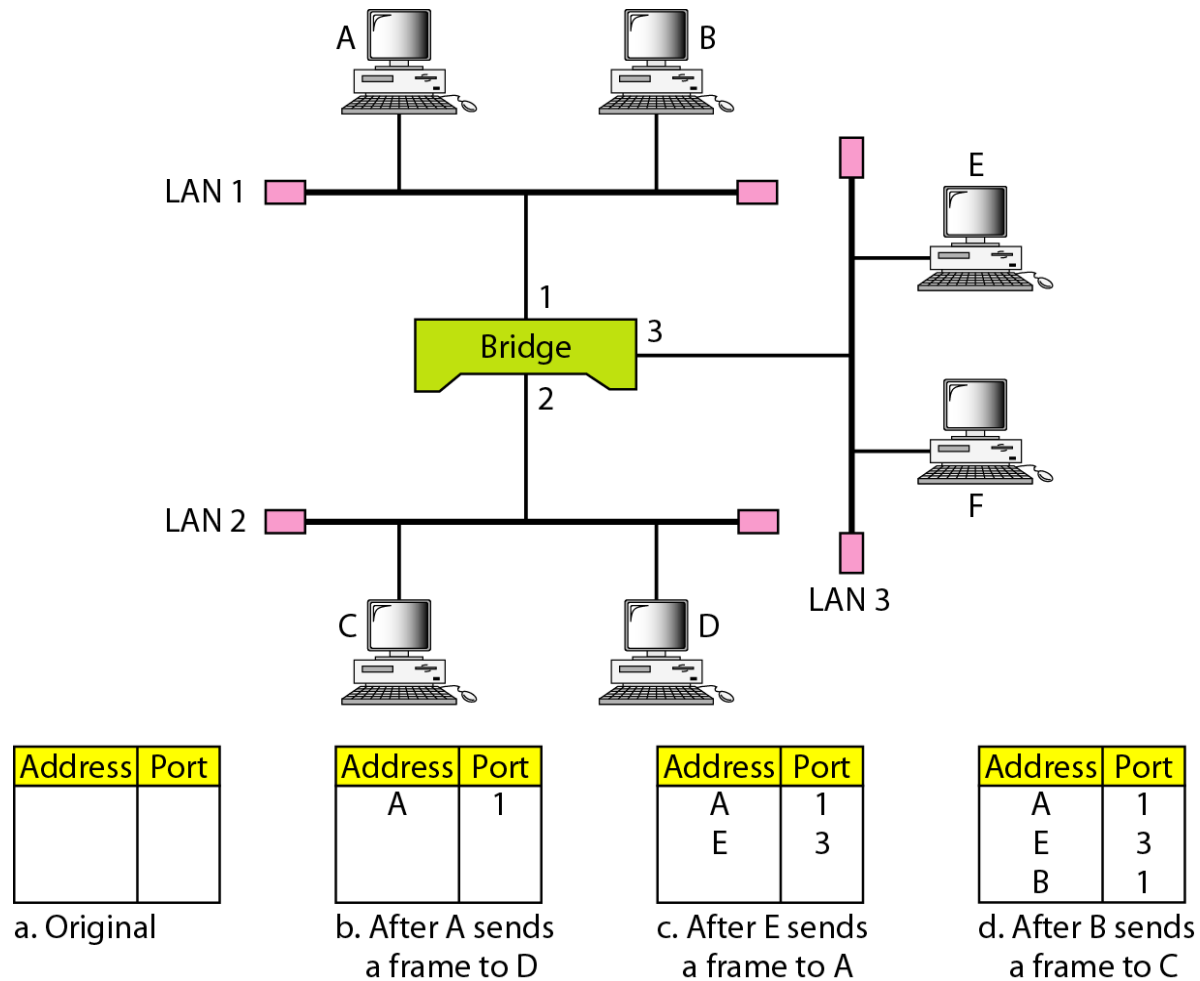 A
B
LAN 1
E
1
Bridge
3
2
LAN 2
F
LAN 3
C
D
Address Port
a. Original
Address Port
A 1
b. After A sends
a frame to D
Address Port
A 1
E 3
c. After E sends
a frame to A
Address Port
A 1
E 3
B 1
d. After B sends
a frame to C